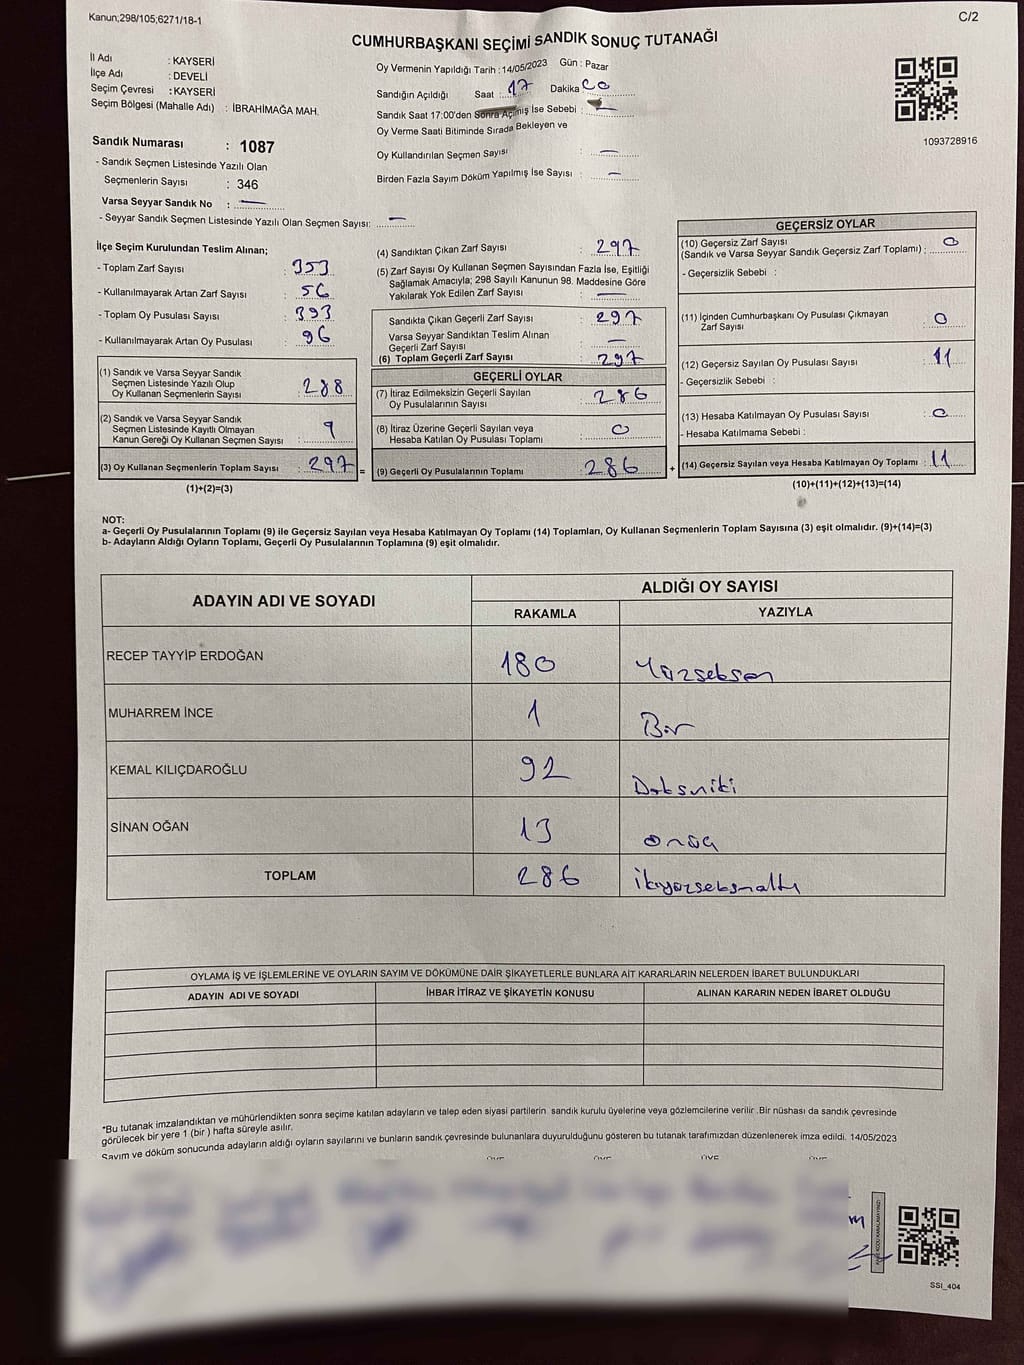 Kanun;298/105;6271/18-1
C/2
CUMHURBAŞKANI SEÇİMİ SANDIK SONUÇ TUTANAĞI
İl Adı : KAYSERİ
İlçe Adı : DEVELİ
Seçim Çevresi : KAYSERİ
Seçim Bölgesi (Mahalle Adı) : İBRAHİMAĞA MAH.
Sandık Numarası : 1087
- Sandık Seçmen Listesinde Yazılı Olan
Seçmenlerin Sayısı : 346
Varsa Seyyar Sandık No : —
- Seyyar Sandık Seçmen Listesinde Yazılı Olan Seçmen Sayısı: —
Oy Vermenin Yapıldığı Tarih : 14/05/2023 Gün : Pazar
Sandığın Açıldığı Saat : 17 Dakika 00
Sandık Saat 17:00'den Sonra Açılmış İse Sebebi : —
Oy Verme Saati Bitiminde Sırada Bekleyen ve
Oy Kullandırılan Seçmen Sayısı : —
Birden Fazla Sayım Döküm Yapılmış İse Sayısı : —
1093728916
İlçe Seçim Kurulundan Teslim Alınan;
- Toplam Zarf Sayısı : 353
- Kullanılmayarak Artan Zarf Sayısı : 56
- Toplam Oy Pusulası Sayısı : 393
- Kullanılmayarak Artan Oy Pusulası : 96
(1) Sandık ve Varsa Seyyar Sandık
Seçmen Listesinde Yazılı Olup
Oy Kullanan Seçmenlerin Sayısı : 288
(2) Sandık ve Varsa Seyyar Sandık
Seçmen Listesinde Kayıtlı Olmayan
Kanun Gereği Oy Kullanan Seçmen Sayısı : 9
(3) Oy Kullanan Seçmenlerin Toplam Sayısı : 297 =
(1)+(2)=(3)
(4) Sandıktan Çıkan Zarf Sayısı : 297
(5) Zarf Sayısı Oy Kullanan Seçmen Sayısından Fazla İse, Eşitliği
Sağlamak Amacıyla; 298 Sayılı Kanunun 98. Maddesine Göre
Yakılarak Yok Edilen Zarf Sayısı : —
Sandıkta Çıkan Geçerli Zarf Sayısı : 297
Varsa Seyyar Sandıktan Teslim Alınan
Geçerli Zarf Sayısı : —
(6) Toplam Geçerli Zarf Sayısı : 297
GEÇERLİ OYLAR
(7) İtiraz Edilmeksizin Geçerli Sayılan
Oy Pusulalarının Sayısı : 286
(8) İtiraz Üzerine Geçerli Sayılan veya
Hesaba Katılan Oy Pusulası Toplamı : 0
(9) Geçerli Oy Pusulalarının Toplamı : 286 +
GEÇERSİZ OYLAR
(10) Geçersiz Zarf Sayısı
(Sandık ve Varsa Seyyar Sandık Geçersiz Zarf Toplamı) : 0
- Geçersizlik Sebebi :
(11) İçinden Cumhurbaşkanı Oy Pusulası Çıkmayan
Zarf Sayısı : 0
(12) Geçersiz Sayılan Oy Pusulası Sayısı : 11
- Geçersizlik Sebebi :
(13) Hesaba Katılmayan Oy Pusulası Sayısı : 0
- Hesaba Katılmama Sebebi :
(14) Geçersiz Sayılan veya Hesaba Katılmayan Oy Toplamı : 11
(10)+(11)+(12)+(13)=(14)
NOT:
a- Geçerli Oy Pusulalarının Toplamı (9) ile Geçersiz Sayılan veya Hesaba Katılmayan Oy Toplamı (14) Toplamları, Oy Kullanan Seçmenlerin Toplam Sayısına (3) eşit olmalıdır. (9)+(14)=(3)
b- Adayların Aldığı Oyların Toplamı, Geçerli Oy Pusulalarının Toplamına (9) eşit olmalıdır.
ADAYIN ADI VE SOYADI
ALDIĞI OY SAYISI
RAKAMLA YAZIYLA
RECEP TAYYİP ERDOĞAN 180 Yüzseksen
MUHARREM İNCE 1 Bir
KEMAL KILIÇDAROĞLU 92 Doksaniki
SİNAN OĞAN 13 onüç
TOPLAM 286 ikiyüzseksenaltı
OYLAMA İŞ VE İŞLEMLERİNE VE OYLARIN SAYIM VE DÖKÜMÜNE DAİR ŞİKAYETLERLE BUNLARA AİT KARARLARIN NELERDEN İBARET BULUNDUKLARI
ADAYIN ADI VE SOYADI İHBAR İTİRAZ VE ŞİKAYETİN KONUSU ALINAN KARARIN NEDEN İBARET OLDUĞU
*Bu tutanak imzalandıktan ve mühürlendikten sonra seçime katılan adayların ve talep eden siyasi partilerin sandık kurulu üyelerine veya gözlemcilerine verilir .Bir nüshası da sandık çevresinde
görülecek bir yere 1 (bir ) hafta süreyle asılır.
Sayım ve döküm sonucunda adayların aldığı oyların sayılarını ve bunların sandık çevresinde bulunanlara duyurulduğunu gösteren bu tutanak tarafımızdan düzenlenerek imza edildi. 14/05/2023
ÜYE ÜYE ÜYE ÜYE
SSI_404